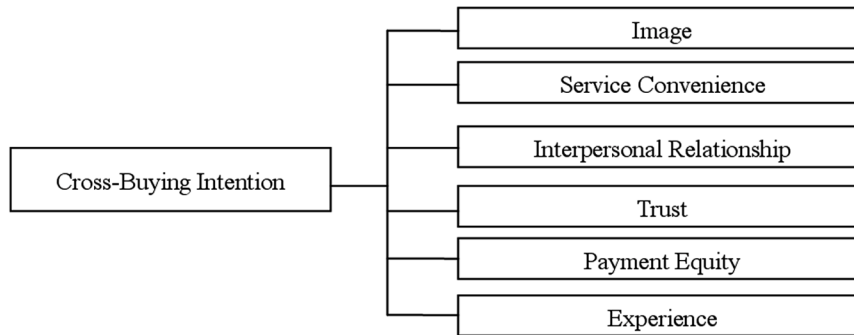 Image
Service Convenience
Interpersonal Relationship
Cross-Buying Intention
Trust
Payment Equity
Experience